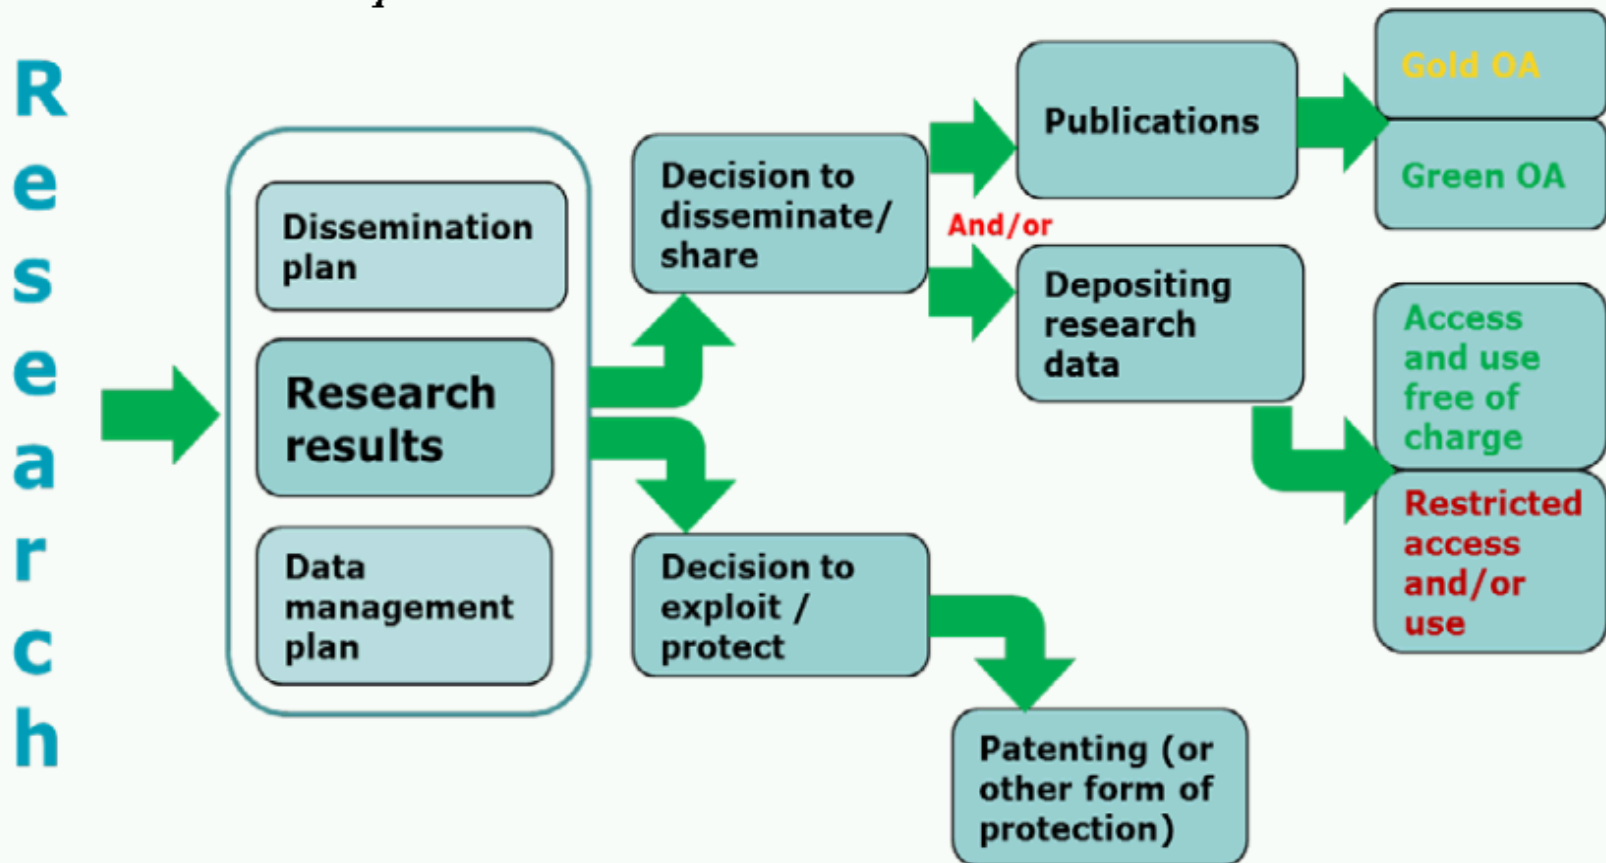 Research
Dissemination
plan
Research
results
Data
management
plan
Decision to
disseminate/
share
Decision to
exploit /
protect
And/or
Publications
Depositing
research
data
Patenting (or
other form of
protection)
Gold OA
Green OA
Access
and use
free of
charge
Restricted
access
and/or
use